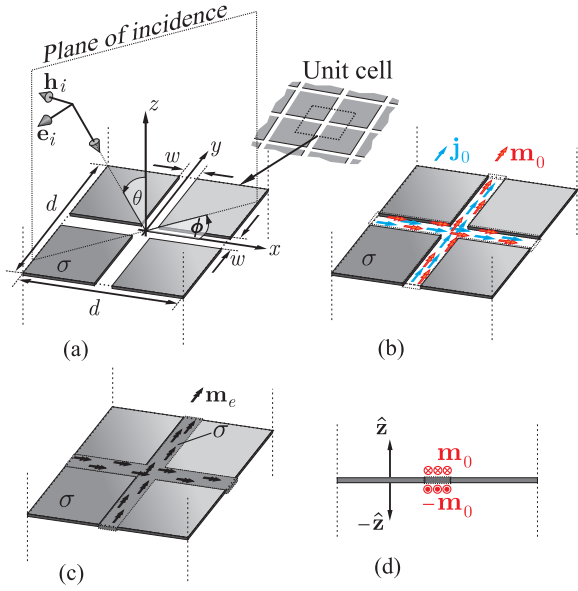 Plane of incidence
h_i
e_i
z
y
w
d
θ
ϕ
x
w
σ
d
Unit cell
(a)
j_0
m_0
σ
(b)
m_e
σ
σ
(c)
ẑ
m_0
-m_0
-ẑ
(d)